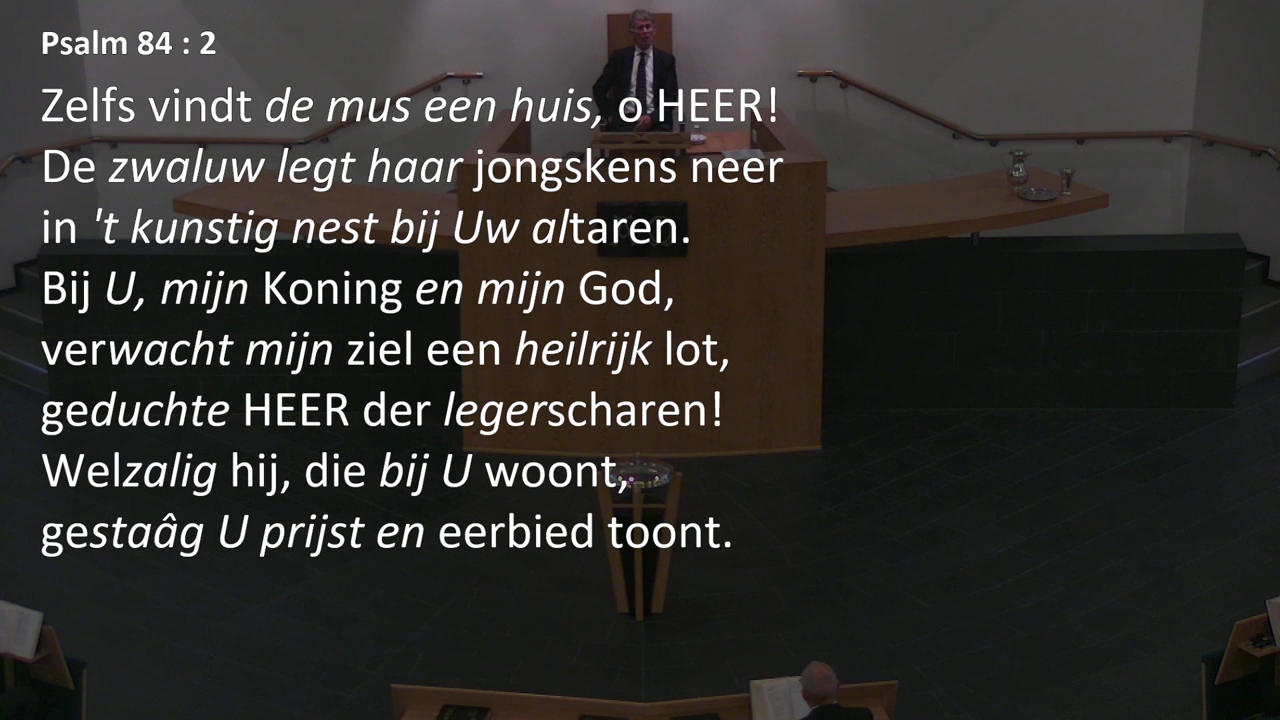 Psalm 84 : 2
Zelfs vindt de mus een huis, o HEER!
De zwaluw legt haar jongskens neer
in 't kunstig nest bij Uw altaren.
Bij U, mijn Koning en mijn God,
verwacht mijn ziel een heilrijk lot,
geduchte HEER der legerscharen!
Welzalig hij, die bij U woont,
gestaâg U prijst en eerbied toont.